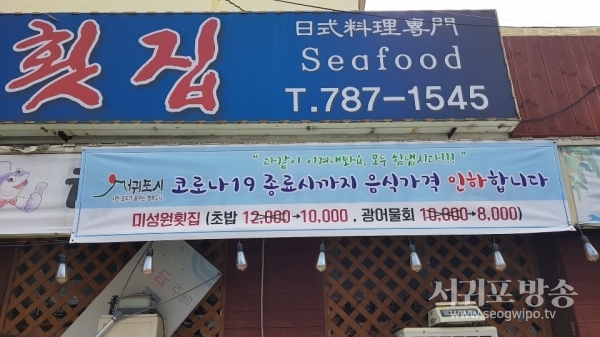 횟집
日式料理專門
Seafood
T.787-1545
" 다같이 이겨내봐요, 모두 힘냅시다!!! "
서귀포시
코로나19 종료시까지 음식가격 인하합니다
미성원횟집 (초밥 12,000→10,000 , 광어물회 10,000→8,000)
서귀포 방송
www.seogwipo.tv